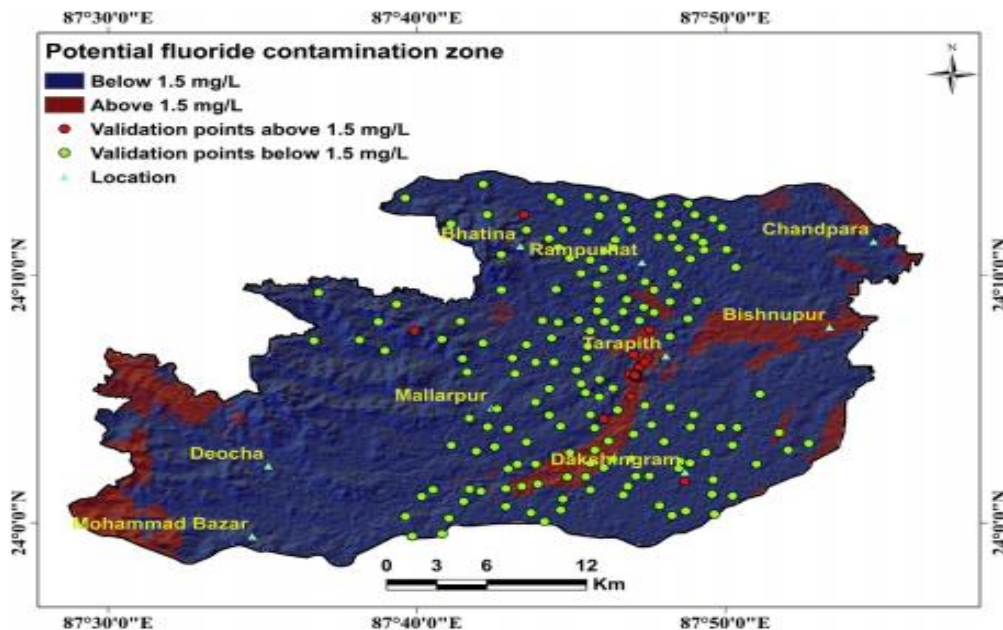 87°30'0"E 87°40'0"E 87°50'0"E
Potential fluoride contamination zone
Below 1.5 mg/L
Above 1.5 mg/L
Validation points above 1.5 mg/L
Validation points below 1.5 mg/L
Location
N
Bhatina
Rampurhat
Chandpara
24°10'0"N 24°10'0"N
Bishnupur
Tarapith
Mallarpur
Deocha
Dakshingram
Mohammad Bazar
24°0'0"N 24°0'0"N
0 3 6 12
Km
87°30'0"E 87°40'0"E 87°50'0"E